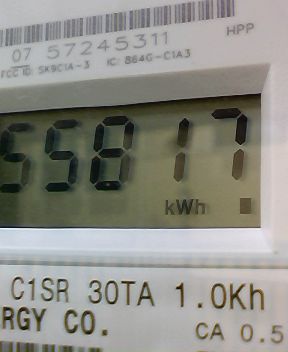 07 57245311
HPP
FCC ID: SK9C1A-3 IC: 864G-C1A3
55817
kWh
C1SR 30TA 1.0Kh
RGY CO.
CA 0.5